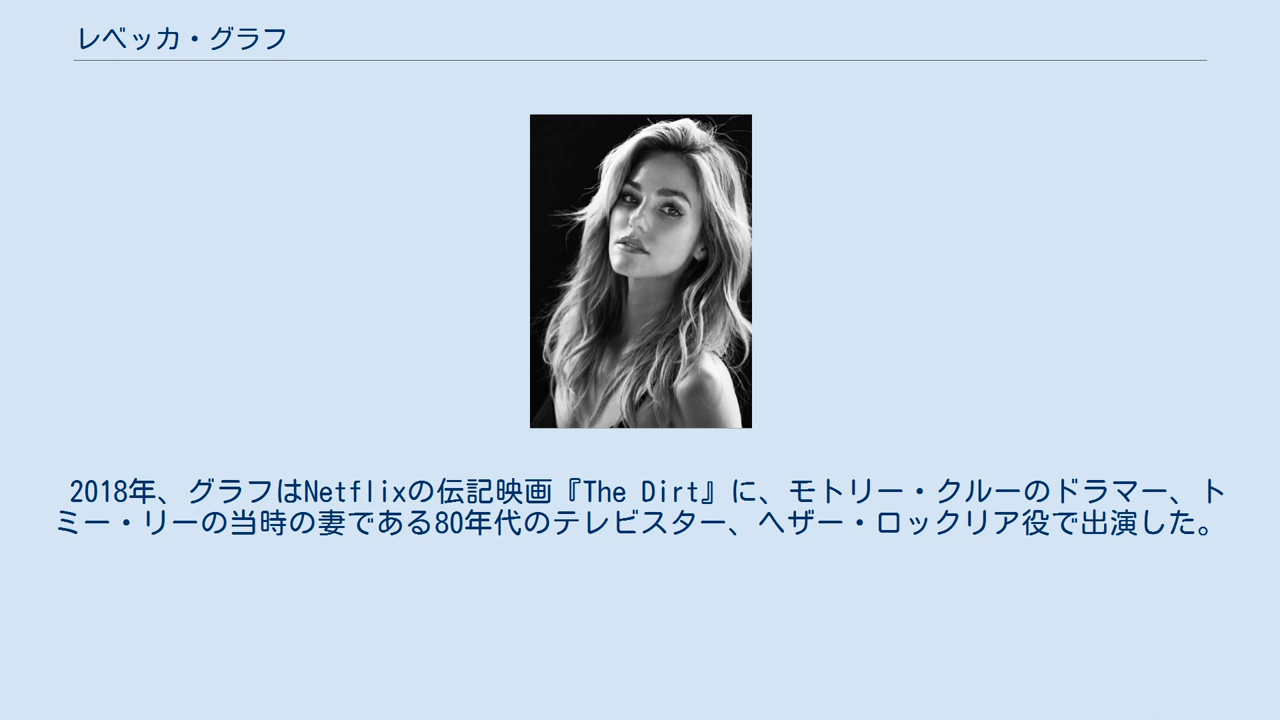 レベッカ・グラフ
2018年、グラフはNetflixの伝記映画『The Dirt』に、モトリー・クルーのドラマー、ト
ミー・リーの当時の妻である80年代のテレビスター、ヘザー・ロックリア役で出演した。